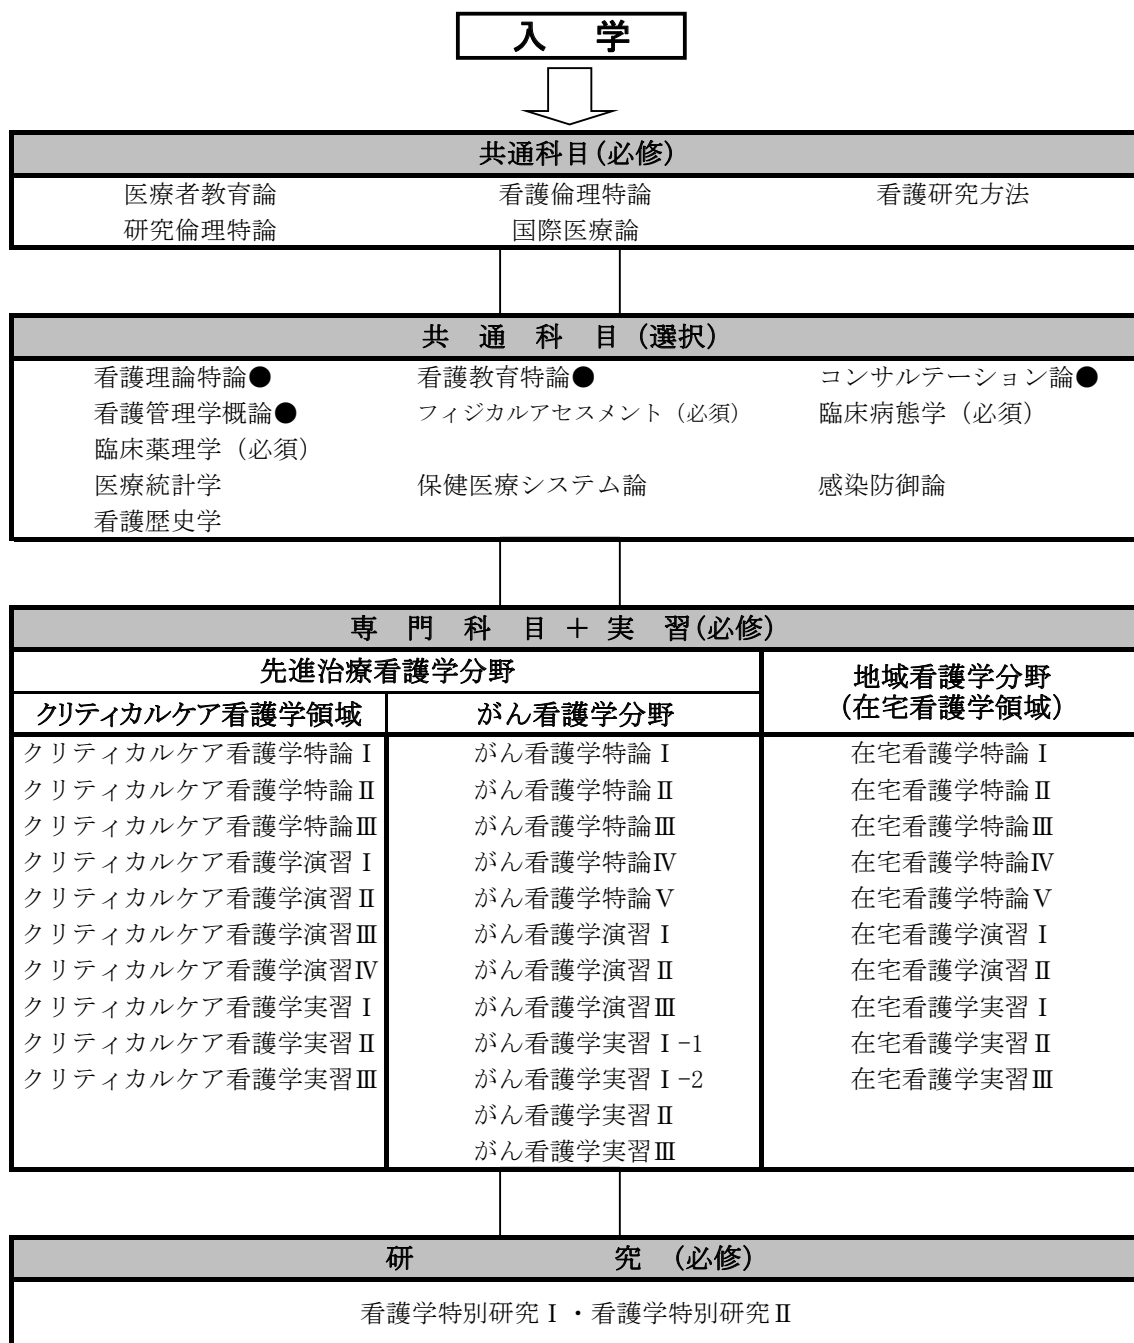 入 学
共通科目(必修)
医療者教育論 看護倫理特論 看護研究方法
研究倫理特論 国際医療論
共 通 科 目 (選択)
看護理論特論● 看護教育特論● コンサルテーション論●
看護管理学概論● フィジカルアセスメント(必須) 臨床病態学(必須)
臨床薬理学(必須)
医療統計学 保健医療システム論 感染防御論
看護歴史学
専 門 科 目 + 実 習(必修)
先進治療看護学分野 地域看護学分野
(在宅看護学領域)
クリティカルケア看護学領域 がん看護学分野
クリティカルケア看護学特論Ⅰ がん看護学特論Ⅰ 在宅看護学特論Ⅰ
クリティカルケア看護学特論Ⅱ がん看護学特論Ⅱ 在宅看護学特論Ⅱ
クリティカルケア看護学特論Ⅲ がん看護学特論Ⅲ 在宅看護学特論Ⅲ
クリティカルケア看護学演習Ⅰ がん看護学特論Ⅳ 在宅看護学特論Ⅳ
クリティカルケア看護学演習Ⅱ がん看護学特論Ⅴ 在宅看護学特論Ⅴ
クリティカルケア看護学演習Ⅲ がん看護学演習Ⅰ 在宅看護学演習Ⅰ
クリティカルケア看護学演習Ⅳ がん看護学演習Ⅱ 在宅看護学演習Ⅱ
クリティカルケア看護学実習Ⅰ がん看護学演習Ⅲ 在宅看護学実習Ⅰ
クリティカルケア看護学実習Ⅱ がん看護学実習Ⅰ-1 在宅看護学実習Ⅱ
クリティカルケア看護学実習Ⅲ がん看護学実習Ⅰ-2 在宅看護学実習Ⅲ
がん看護学実習Ⅱ
がん看護学実習Ⅲ
研 究 (必修)
看護学特別研究Ⅰ・看護学特別研究Ⅱ